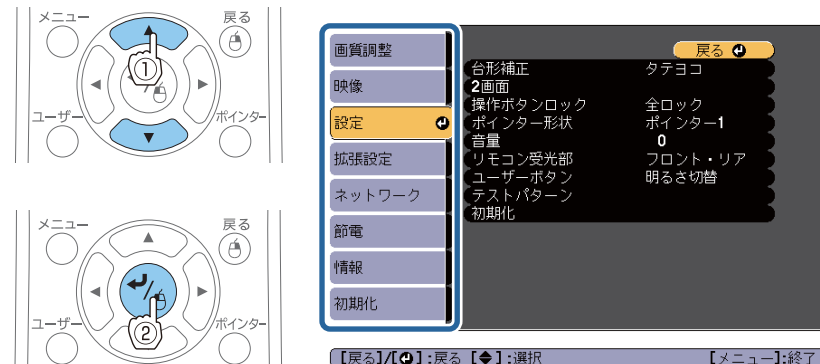 メニュー
戻る
①
ユーザー
ポインター
メニュー
戻る
ユーザー
ポインター
②
画質調整
映像
設定
拡張設定
ネットワーク
節電
情報
初期化
戻る
台形補正 タテヨコ
2画面
操作ボタンロック 全ロック
ポインター形状 ポインター1
音量 0
リモコン受光部 フロント・リア
ユーザーボタン 明るさ切替
テストパターン
初期化
[戻る]/[ ]:戻る [ ]:選択 [メニュー]:終了